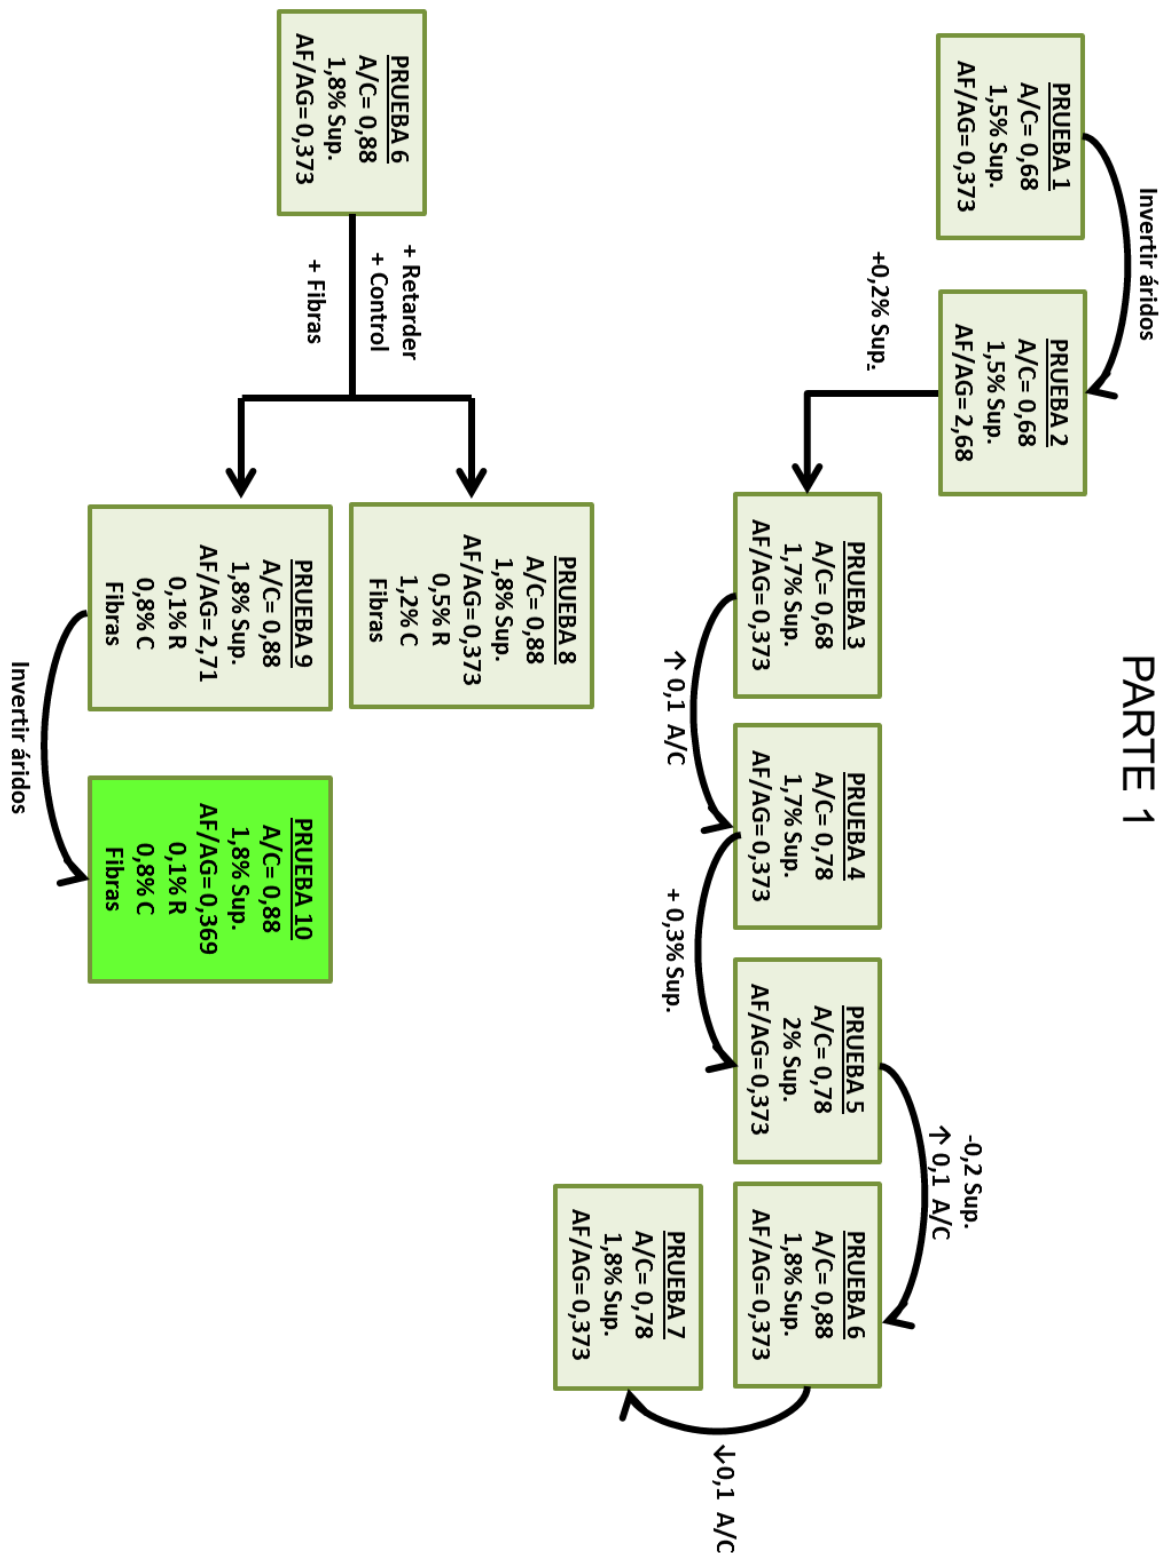 PARTE 1
Invertir áridos
PRUEBA 1
A/C= 0,68
1,5% Sup.
AF/AG= 0,373
PRUEBA 2
A/C= 0,68
1,5% Sup.
AF/AG= 2,68
+0,2% Sup.
PRUEBA 3
A/C= 0,68
1,7% Sup.
AF/AG= 0,373
↑ 0,1 A/C
PRUEBA 4
A/C= 0,78
1,7% Sup.
AF/AG= 0,373
+ 0,3% Sup.
PRUEBA 5
A/C= 0,78
2% Sup.
AF/AG= 0,373
-0,2 Sup.
↑ 0,1 A/C
PRUEBA 6
A/C= 0,88
1,8% Sup.
AF/AG= 0,373
↓0,1 A/C
PRUEBA 7
A/C= 0,78
1,8% Sup.
AF/AG= 0,373
PRUEBA 6
A/C= 0,88
1,8% Sup.
AF/AG= 0,373
+ Retarder
+ Control
+ Fibras
PRUEBA 8
A/C= 0,88
1,8% Sup.
AF/AG= 0,373
0,5% R
1,2% C
Fibras
PRUEBA 9
A/C= 0,88
1,8% Sup.
AF/AG= 2,71
0,1% R
0,8% C
Fibras
Invertir áridos
PRUEBA 10
A/C= 0,88
1,8% Sup.
AF/AG= 0,369
0,1% R
0,8% C
Fibras